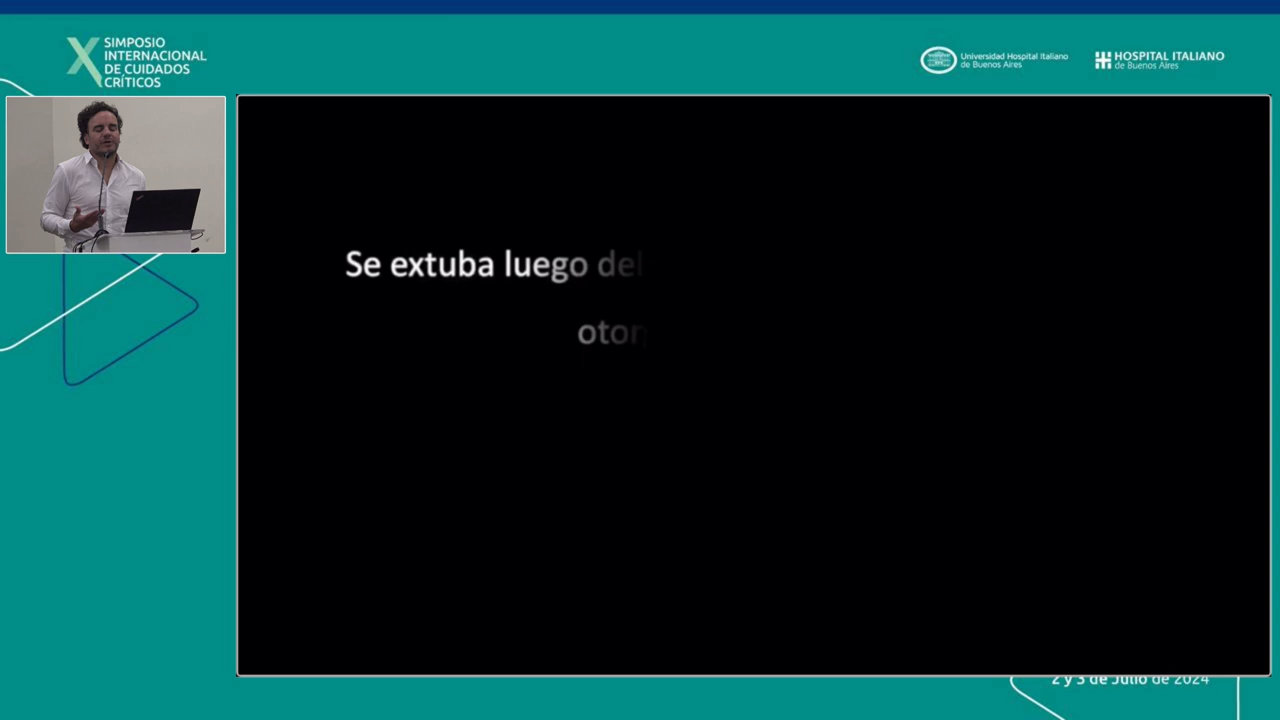 SIMPOSIO
INTERNACIONAL
DE CUIDADOS
CRÍTICOS
Universidad Hospital Italiano
de Buenos Aires
HOSPITAL ITALIANO
de Buenos Aires
Se extuba luego del
2 y 3 de Julio de 2024